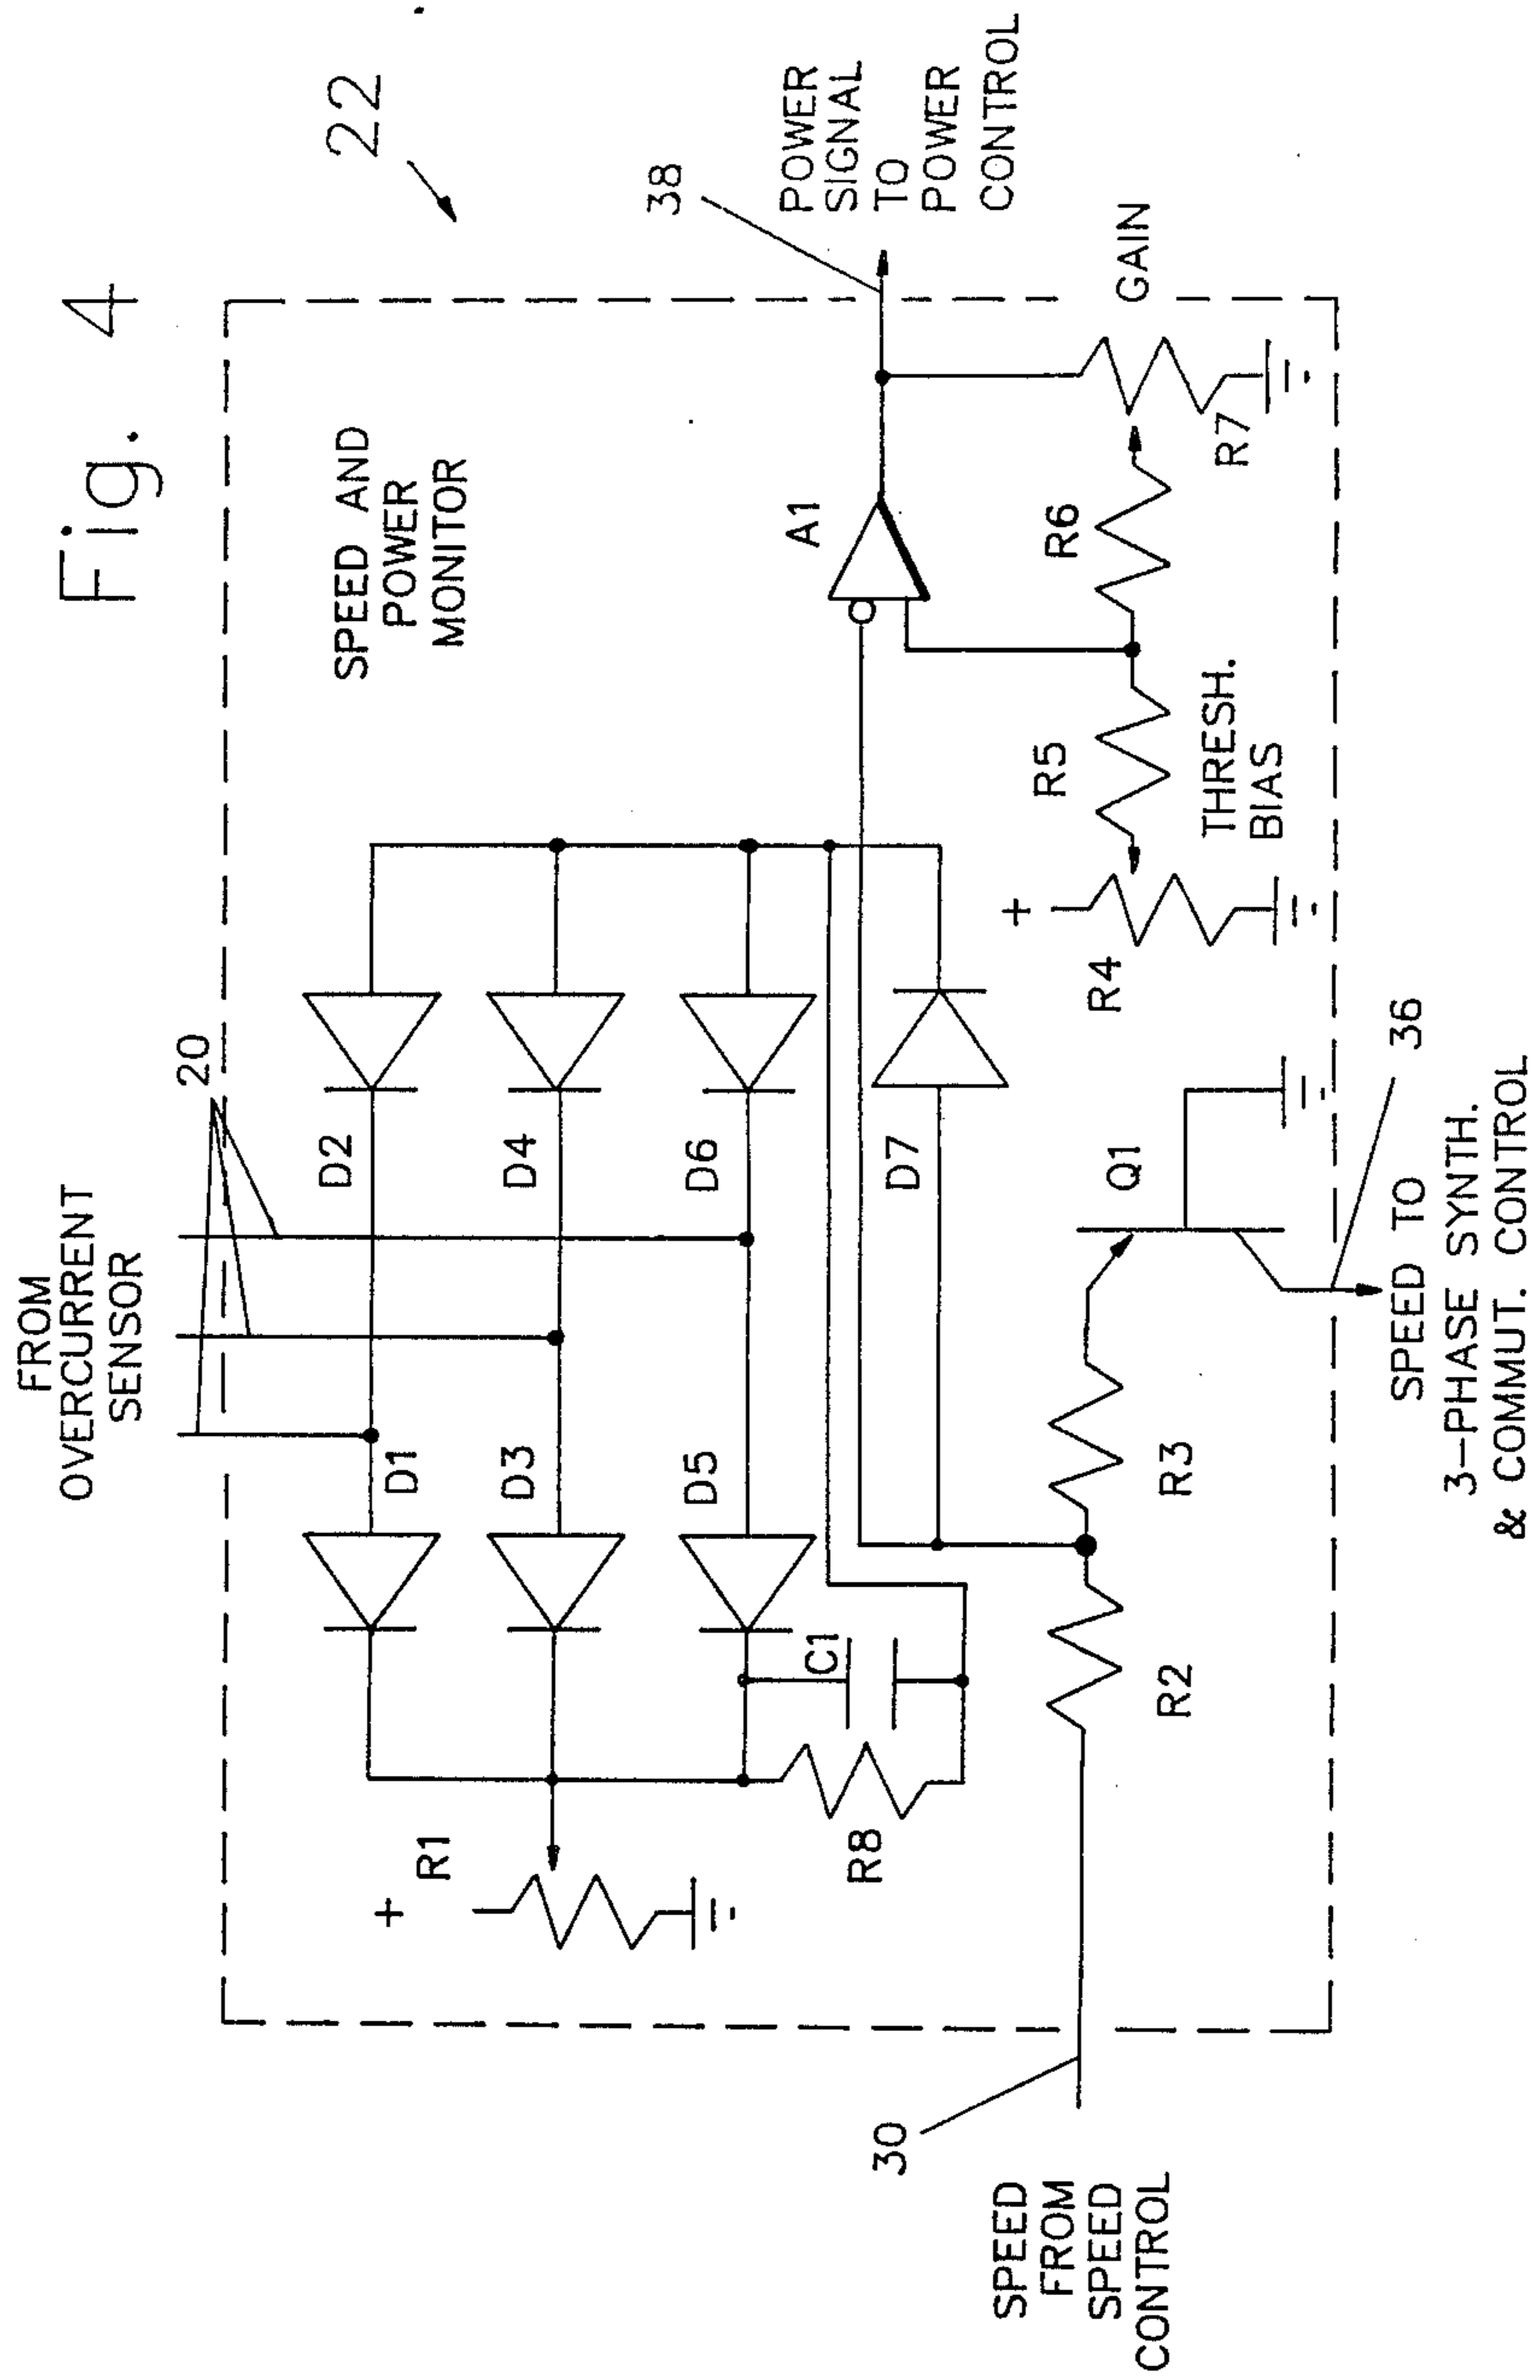 Fig. 4
22
FROM
OVERCURRENT
SENSOR
20
SPEED AND
POWER
MONITOR
D1
D2
D3
D4
D5
D6
D7
+
R1
R8
C1
A1
38
POWER
SIGNAL
TO
POWER
CONTROL
GAIN
R7
R6
R5
THRESH.
BIAS
+
R4
Q1
R3
R2
30
SPEED
FROM
SPEED
CONTROL
36
SPEED TO
3-PHASE SYNTH.
& COMMUT. CONTROL